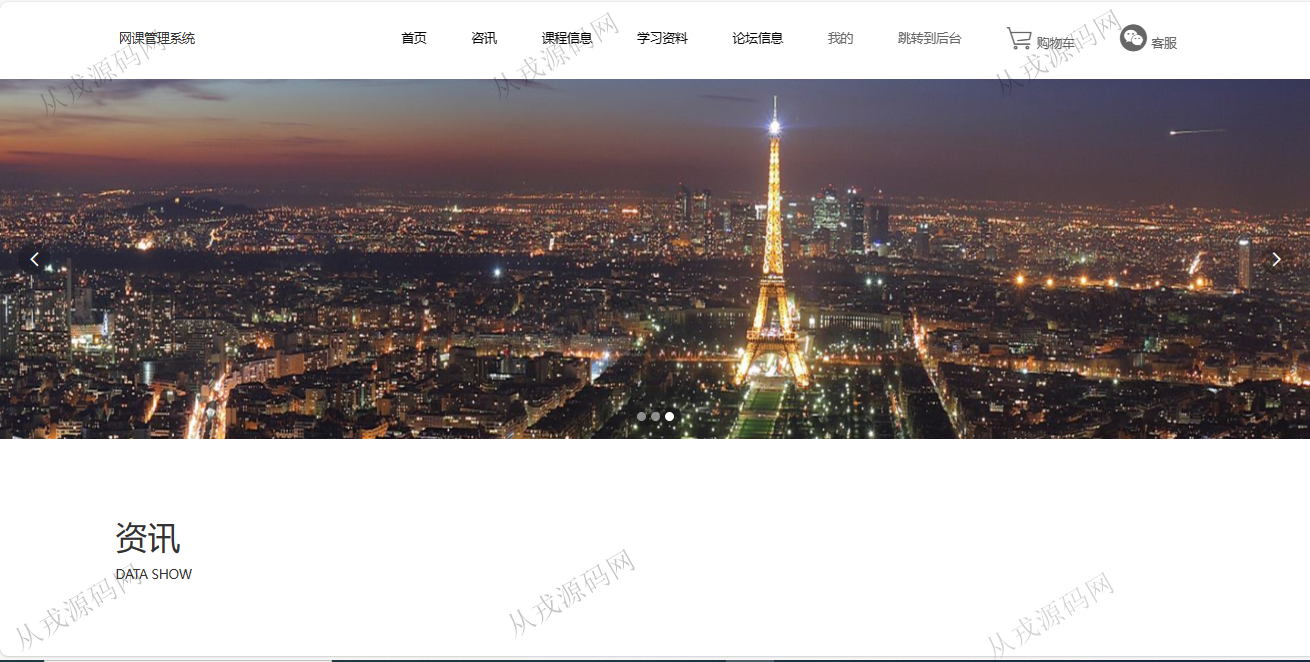 网课管理系统 首页 资讯 课程信息 学习资料 论坛信息 我的 跳转到后台 购物车 客服
从戎源码网 从戎源码网 从戎源码网
资讯
DATA SHOW
从戎源码网 从戎源码网 从戎源码网